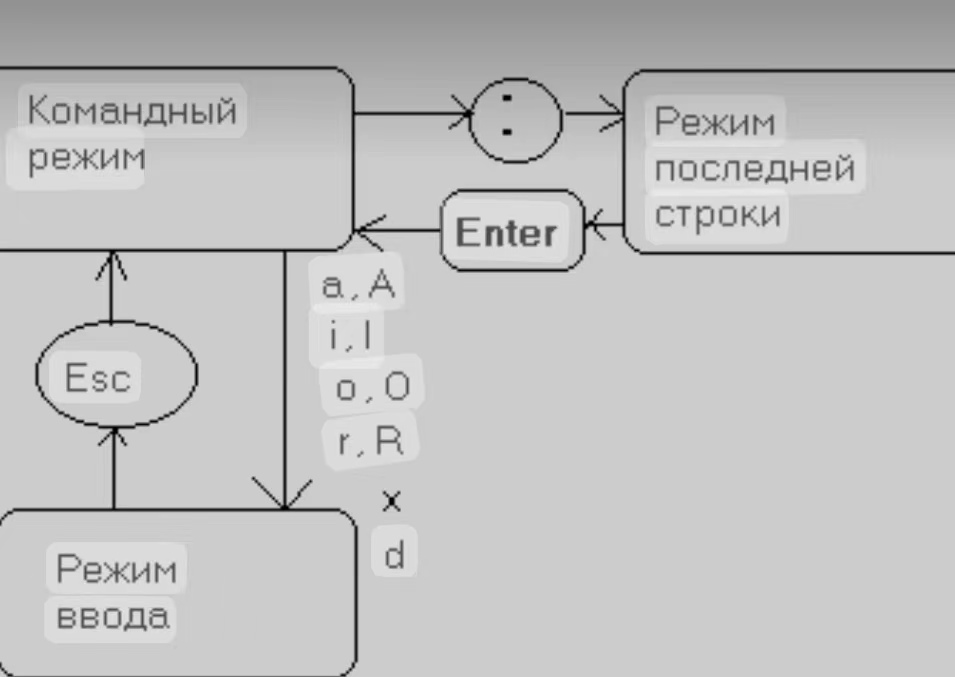 Командный
режим
:
Режим
последней
строки
Enter
a, A
i, I
o, O
r, R
x
d
Esc
Режим
ввода